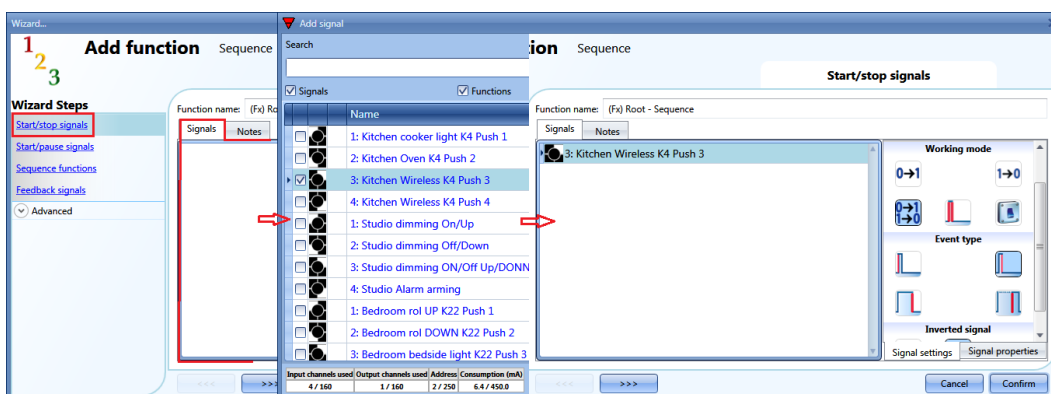 Wizard...
1
2
3
Add function
Sequence
Wizard Steps
Start/stop signals
Start/pause signals
Sequence functions
Feedback signals
Advanced
Function name: (Fx) Ro
Signals
Notes
<<<
>>>
Add signal
Search
Signals
Functions
Name
1: Kitchen cooker light K4 Push 1
2: Kitchen Oven K4 Push 2
3: Kitchen Wireless K4 Push 3
4: Kitchen Wireless K4 Push 4
1: Studio dimming On/Up
2: Studio dimming Off/Down
3: Studio dimming ON/Off Up/DONN
4: Studio Alarm arming
1: Bedroom rol UP K22 Push 1
2: Bedroom rol DOWN K22 Push 2
3: Bedroom bedside light K22 Push 3
Input channels used Output channels used Address Consumption (mA)
4 / 160 1 / 160 2 / 250 6.4 / 450.0
ion Sequence
Start/stop signals
Function name: (Fx) Root - Sequence
Signals
Notes
3: Kitchen Wireless K4 Push 3
Working mode
0→1
1→0
0→1
1→0
Event type
Inverted signal
Signal settings
Signal properties
<<<
>>>
Cancel
Confirm